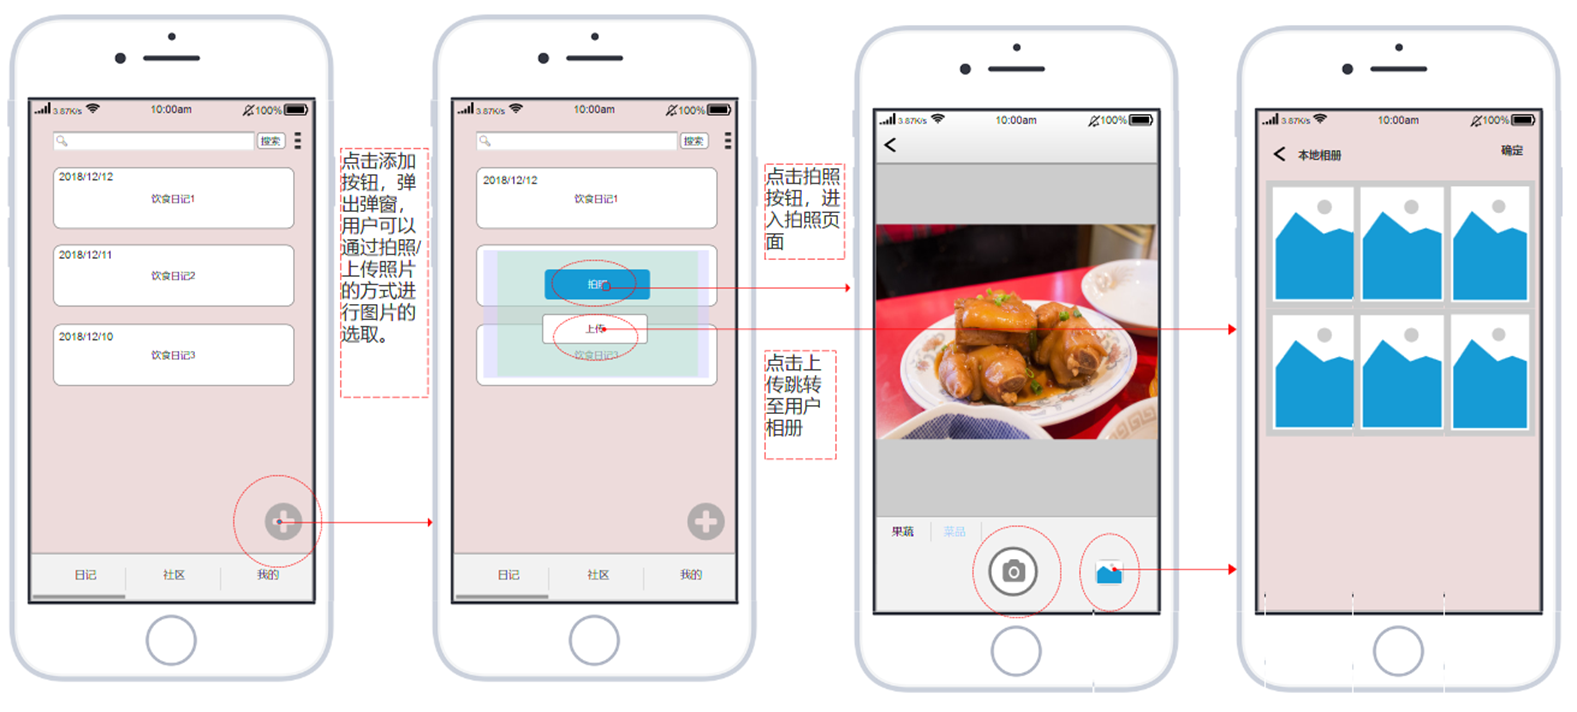 3.87K/s 10:00am 100%
搜索
2018/12/12
饮食日记1
2018/12/11
饮食日记2
2018/12/10
饮食日记3
日记 社区 我的
点击添加
按钮，弹
出弹窗，
用户可以
通过拍照/
上传照片
的方式进
行图片的
选取。
3.87K/s 10:00am 100%
搜索
2018/12/12
饮食日记1
拍照
上传
饮食日记3
日记 社区 我的
点击拍照
按钮，进
入拍照页
面
点击上
传跳转
至用户
相册
3.87K/s 10:00am 100%
果蔬 菜品
3.87K/s 10:00am 100%
本地相册 确定